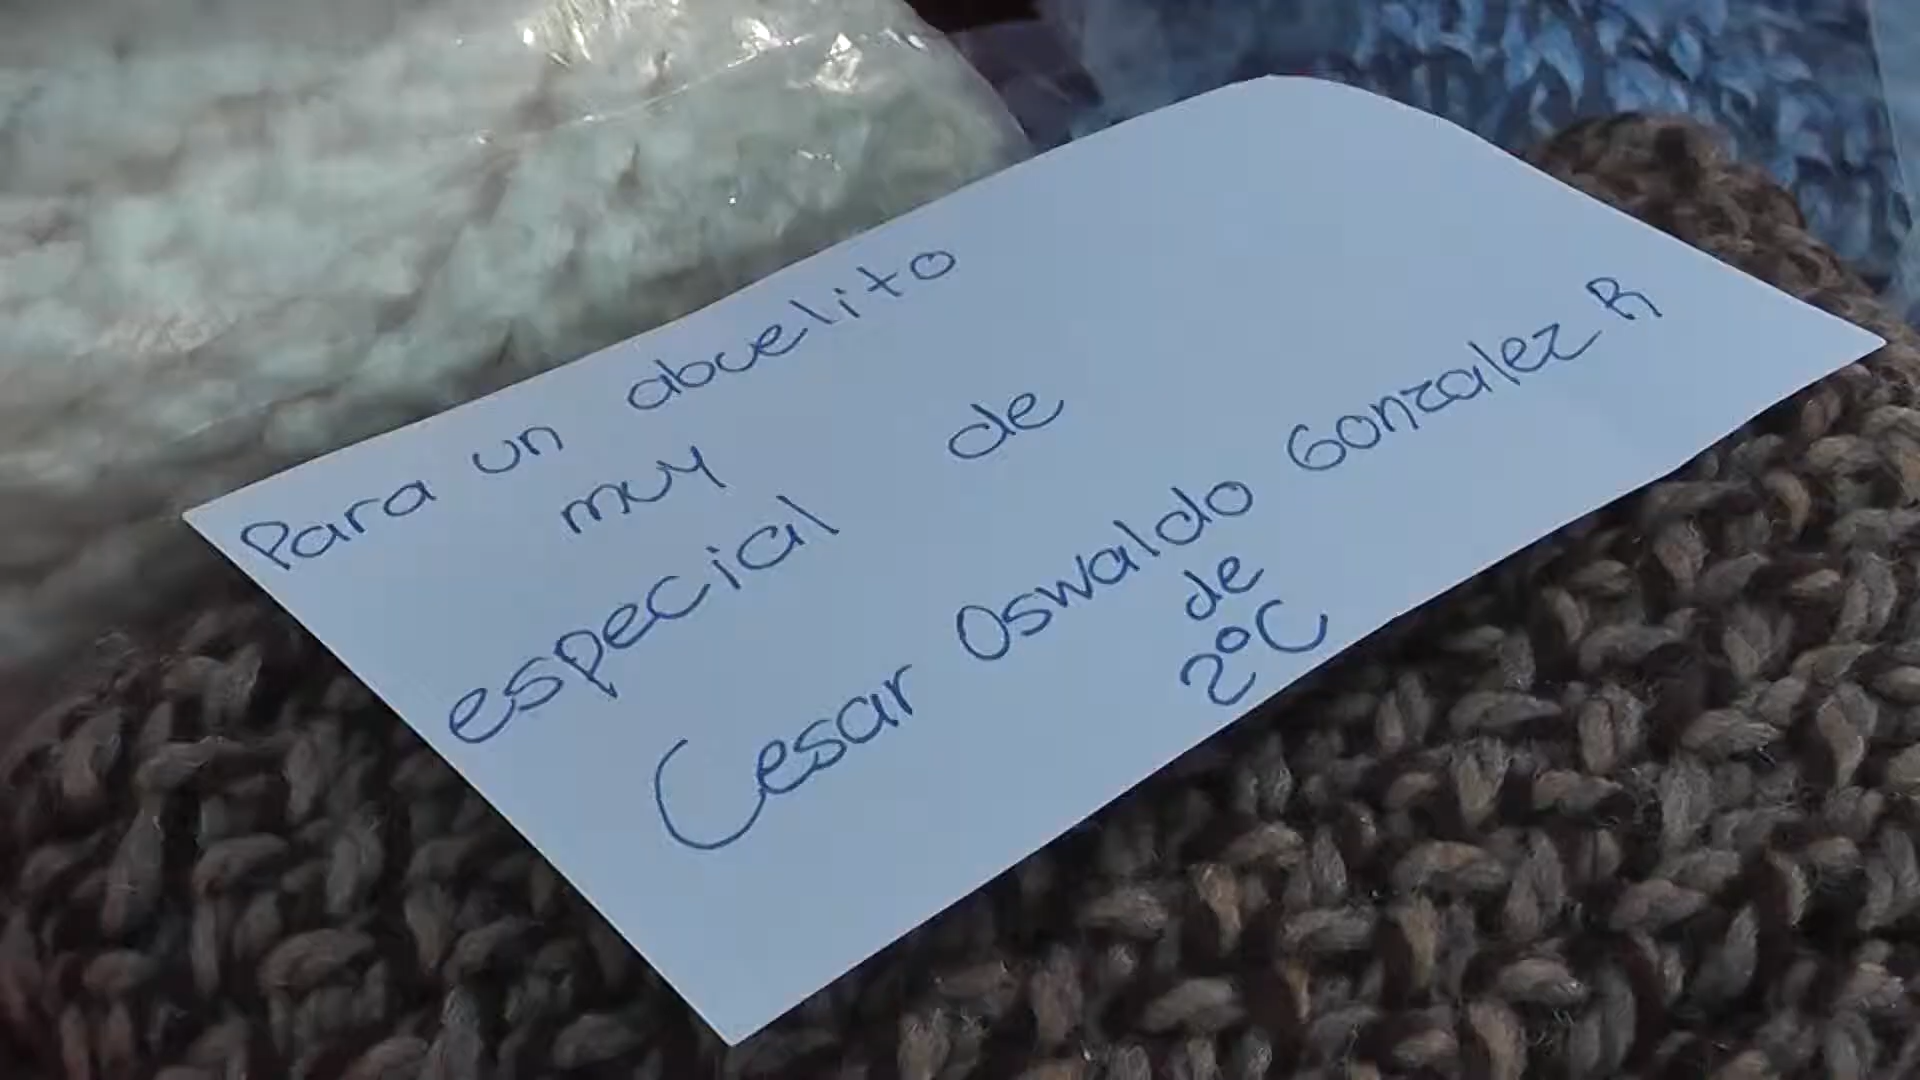 Para un abuelito
muy
especial de
Cesar Oswaldo Gonzalez R
de
2°C